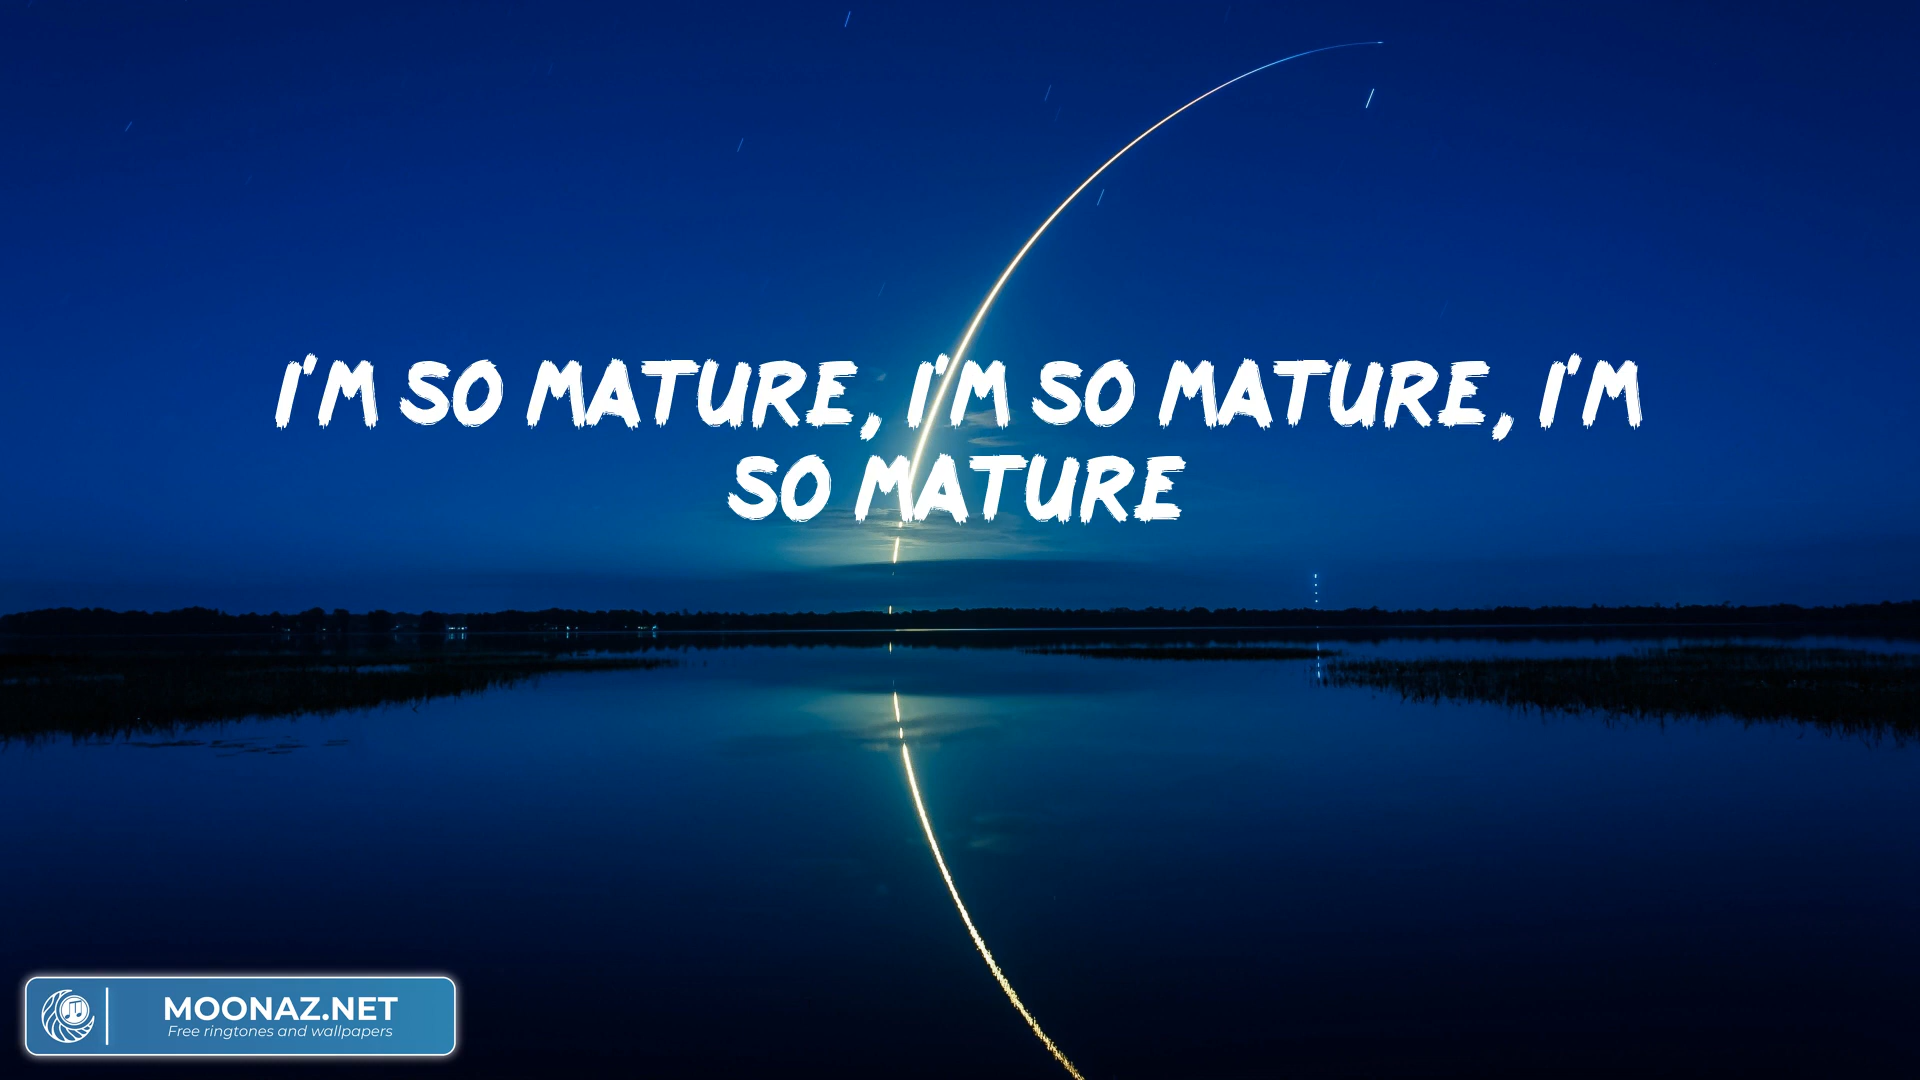 I'M SO MATURE, I'M SO MATURE, I'M
SO MATURE
MOONAZ.NET
Free ringtones and wallpapers